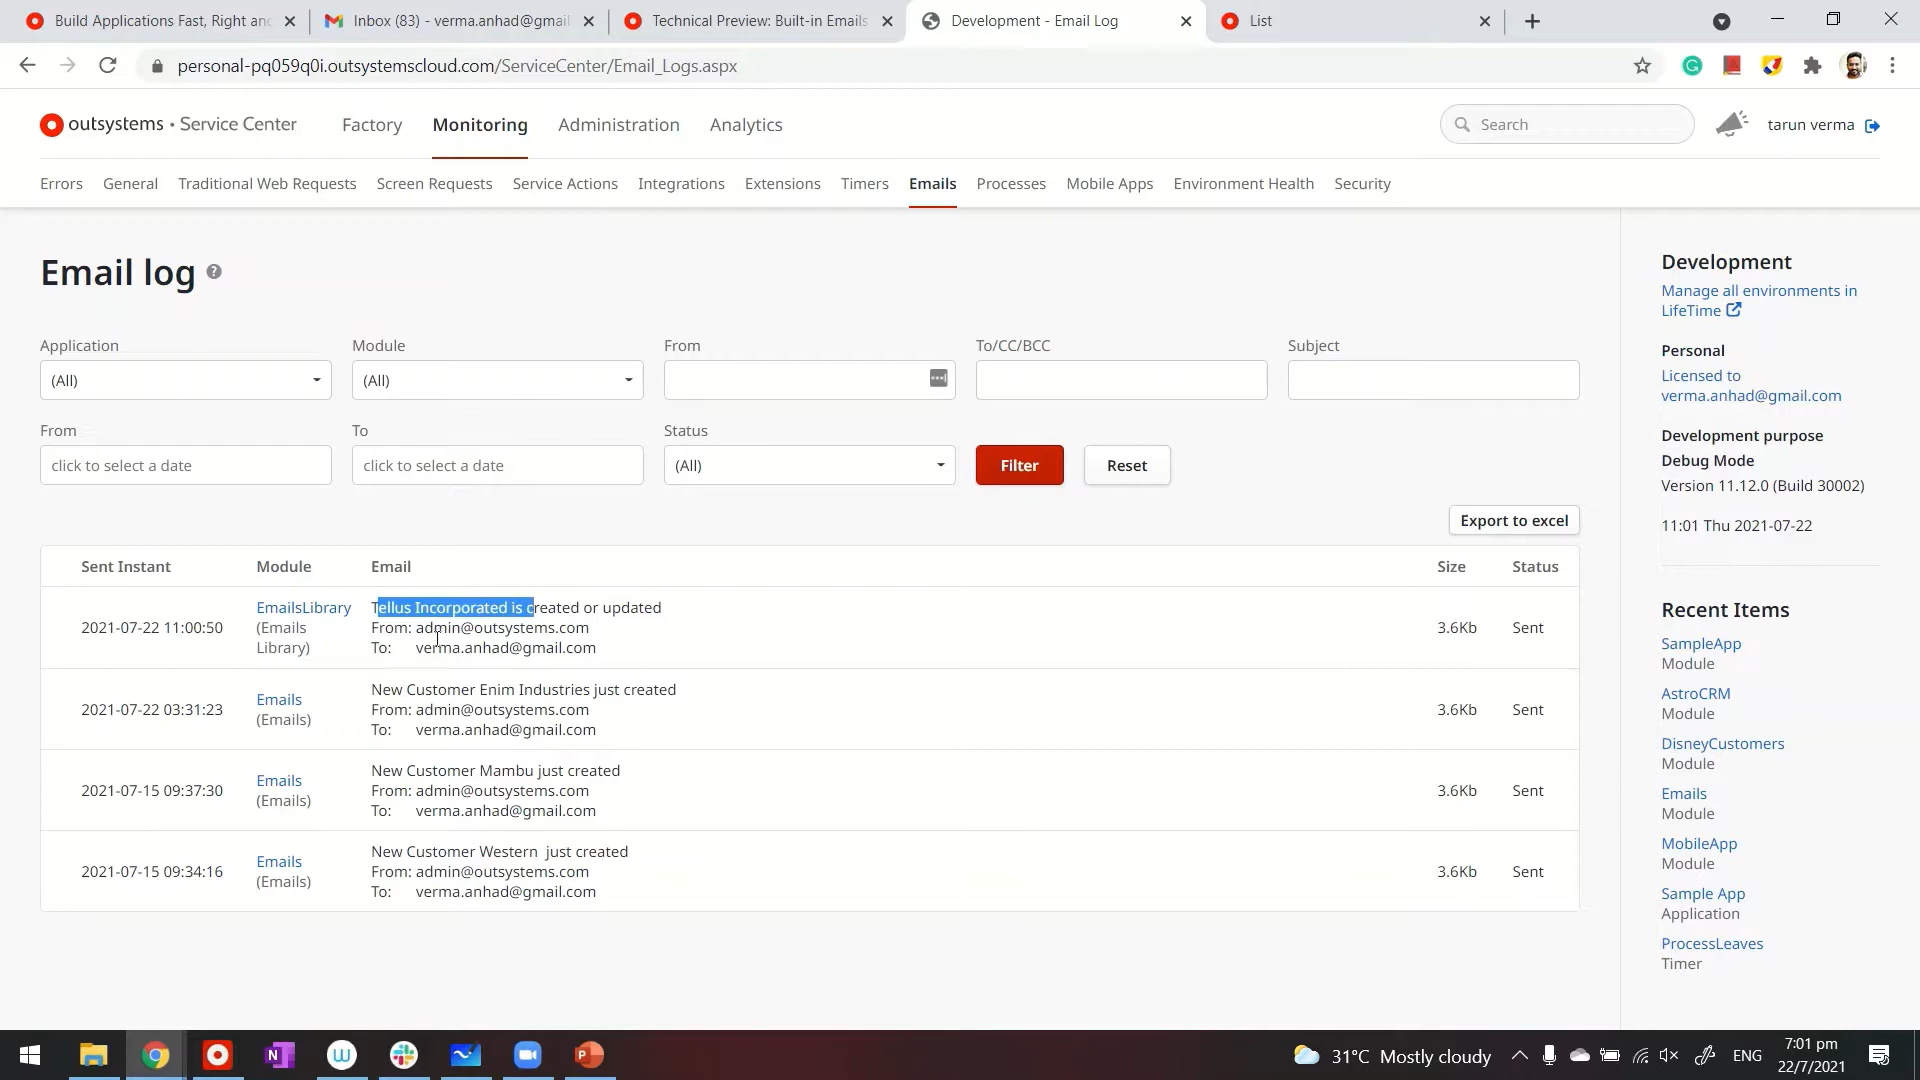 Build Applications Fast, Right and
Inbox (83) - verma.anhad@gmail
Technical Preview: Built-in Emails
Development - Email Log
List
personal-pq059q0i.outsystemscloud.com/ServiceCenter/Email_Logs.aspx
outsystems • Service Center
Factory
Monitoring
Administration
Analytics
Search
tarun verma
Errors
General
Traditional Web Requests
Screen Requests
Service Actions
Integrations
Extensions
Timers
Emails
Processes
Mobile Apps
Environment Health
Security
Email log
Application
Module
From
To/CC/BCC
Subject
(All)
(All)
From
To
Status
click to select a date
click to select a date
(All)
Filter
Reset
Export to excel
Sent Instant
Module
Email
Size
Status
2021-07-22 11:00:50
EmailsLibrary
(Emails
Library)
Tellus Incorporated is created or updated
From: admin@outsystems.com
To: verma.anhad@gmail.com
3.6Kb
Sent
2021-07-22 03:31:23
Emails
(Emails)
New Customer Enim Industries just created
From: admin@outsystems.com
To: verma.anhad@gmail.com
3.6Kb
Sent
2021-07-15 09:37:30
Emails
(Emails)
New Customer Mambu just created
From: admin@outsystems.com
To: verma.anhad@gmail.com
3.6Kb
Sent
2021-07-15 09:34:16
Emails
(Emails)
New Customer Western just created
From: admin@outsystems.com
To: verma.anhad@gmail.com
3.6Kb
Sent
Development
Manage all environments in
LifeTime
Personal
Licensed to
verma.anhad@gmail.com
Development purpose
Debug Mode
Version 11.12.0 (Build 30002)
11:01 Thu 2021-07-22
Recent Items
SampleApp
Module
AstroCRM
Module
DisneyCustomers
Module
Emails
Module
MobileApp
Module
Sample App
Application
ProcessLeaves
Timer
31°C Mostly cloudy
ENG
7:01 pm
22/7/2021